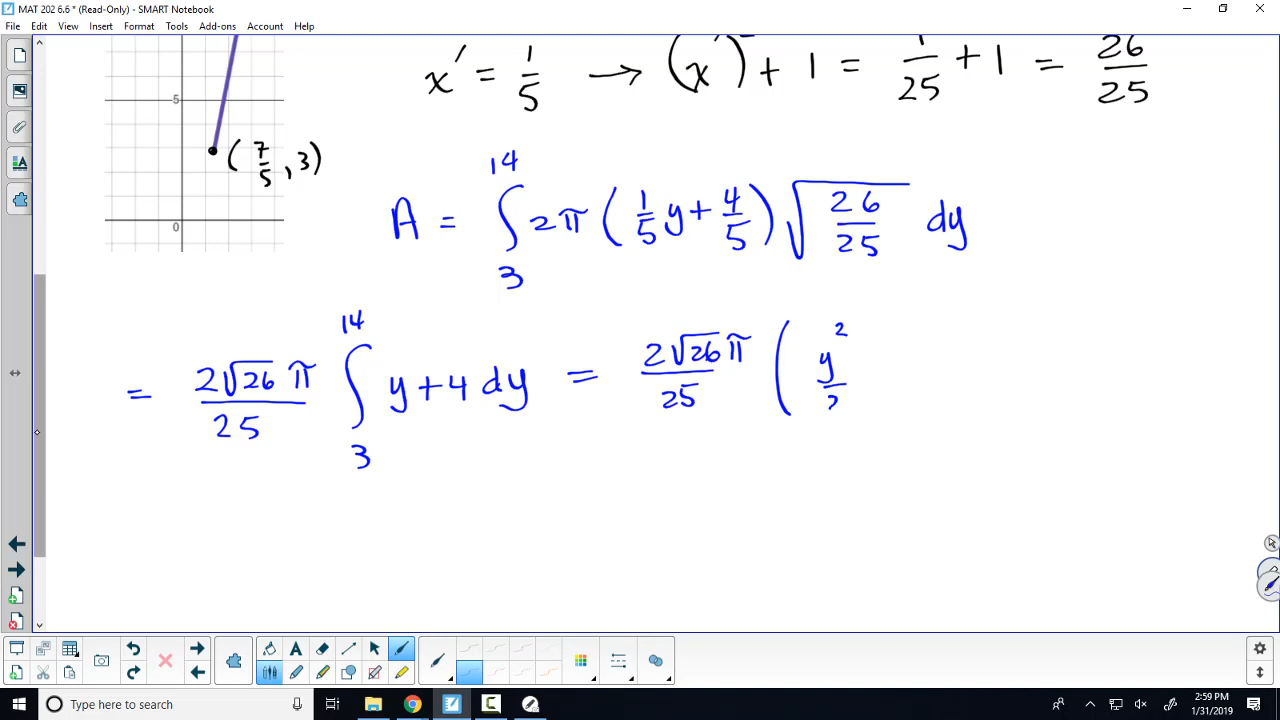 MAT 202 6.6 * (Read-Only) - SMART Notebook
File Edit View Insert Format Tools Add-ons Account Help
x' = 1/5 → (x')² + 1 = 1/25 + 1 = 26/25
5
(7/5, 3)
0
A = ∫₃¹⁴ 2π (1/5 y + 4/5) √(26/25) dy
= 2√26 π/25 ∫₃¹⁴ y + 4 dy = 2√26 π/25 ( y²/2
Type here to search
2:59 PM
1/31/2019